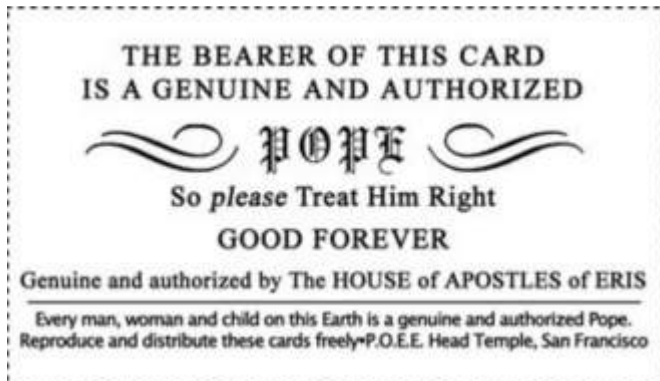 THE BEARER OF THIS CARD
IS A GENUINE AND AUTHORIZED
POPE
So please Treat Him Right
GOOD FOREVER
Genuine and authorized by The HOUSE of APOSTLES of ERIS
Every man, woman and child on this Earth is a genuine and authorized Pope.
Reproduce and distribute these cards freely•P.O.E.E. Head Temple, San Francisco